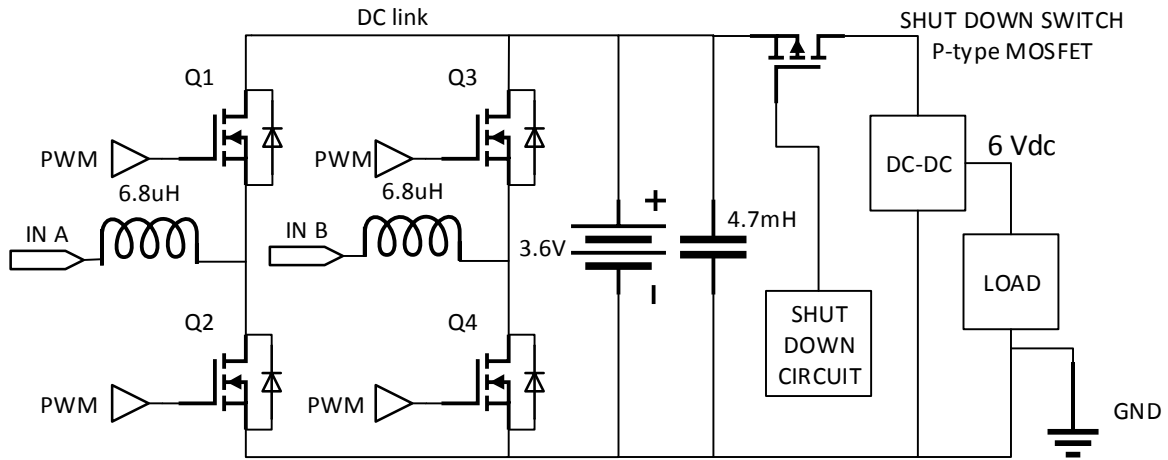 DC link
SHUT DOWN SWITCH
P-type MOSFET
Q1
Q3
PWM
PWM
6.8uH
6.8uH
IN A
IN B
3.6V
+
-
4.7mH
DC-DC
6 Vdc
LOAD
Q2
Q4
SHUT
DOWN
CIRCUIT
PWM
PWM
GND